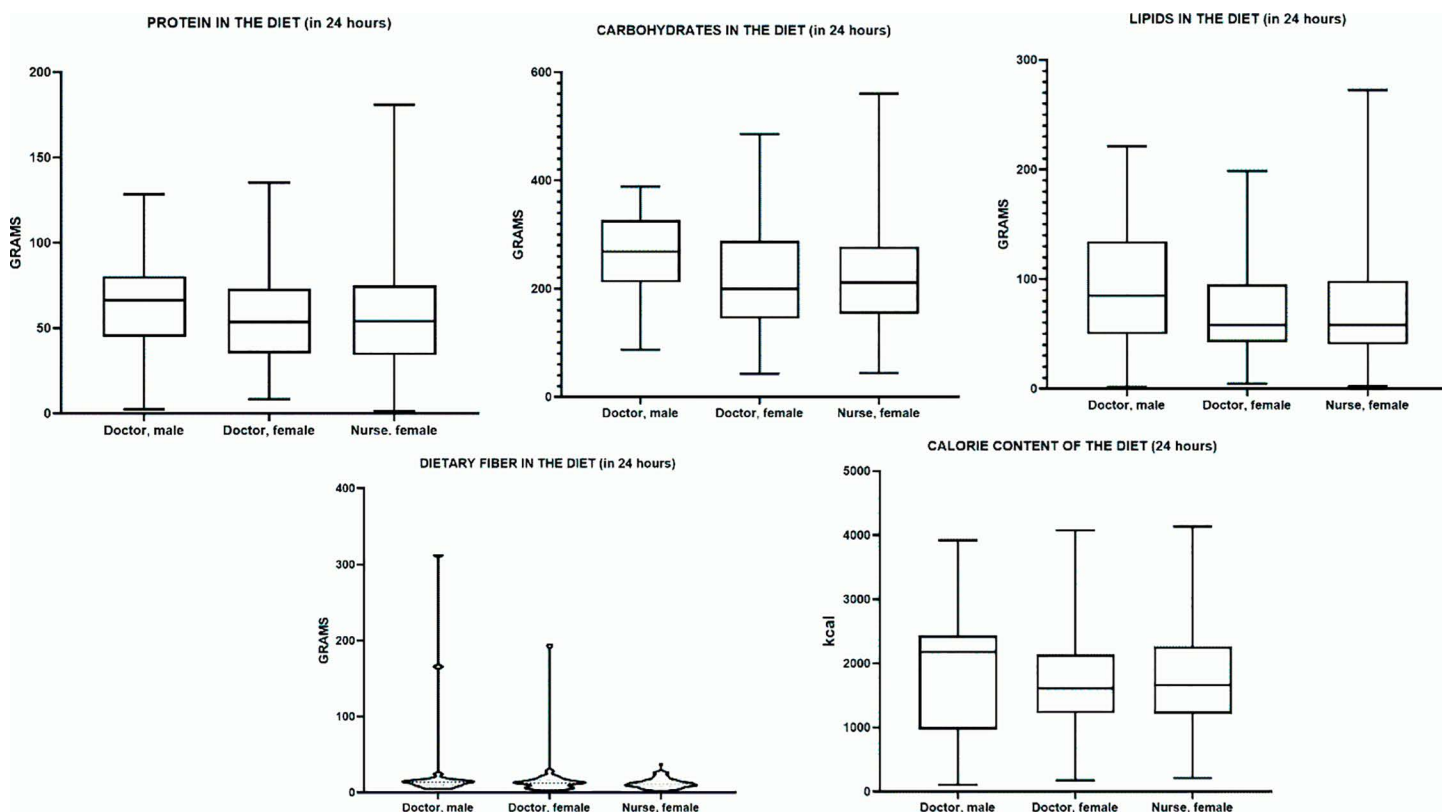 PROTEIN IN THE DIET (in 24 hours)
GRAMS
200
150
100
50
0
Doctor, male
Doctor, female
Nurse, female
CARBOHYDRATES IN THE DIET (in 24 hours)
GRAMS
600
400
200
0
Doctor, male
Doctor, female
Nurse, female
LIPIDS IN THE DIET (in 24 hours)
GRAMS
300
200
100
0
Doctor, male
Doctor, female
Nurse, female
DIETARY FIBER IN THE DIET (in 24 hours)
GRAMS
400
300
200
100
0
Doctor, male
Doctor, female
Nurse, female
CALORIE CONTENT OF THE DIET (24 hours)
kcal
5000
4000
3000
2000
1000
0
Doctor, male
Doctor, female
Nurse, female